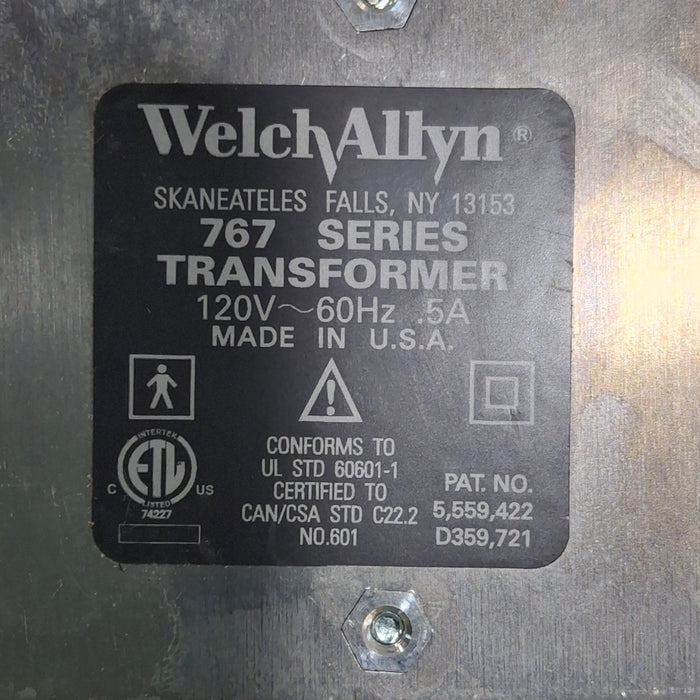 WelchAllyn®
SKANEATELES FALLS, NY 13153
767 SERIES
TRANSFORMER
120V~60Hz .5A
MADE IN U.S.A.
INTERTEK
ETL
C US
LISTED
74227
CONFORMS TO
UL STD 60601-1
CERTIFIED TO
CAN/CSA STD C22.2
NO.601
PAT. NO.
5,559,422
D359,721